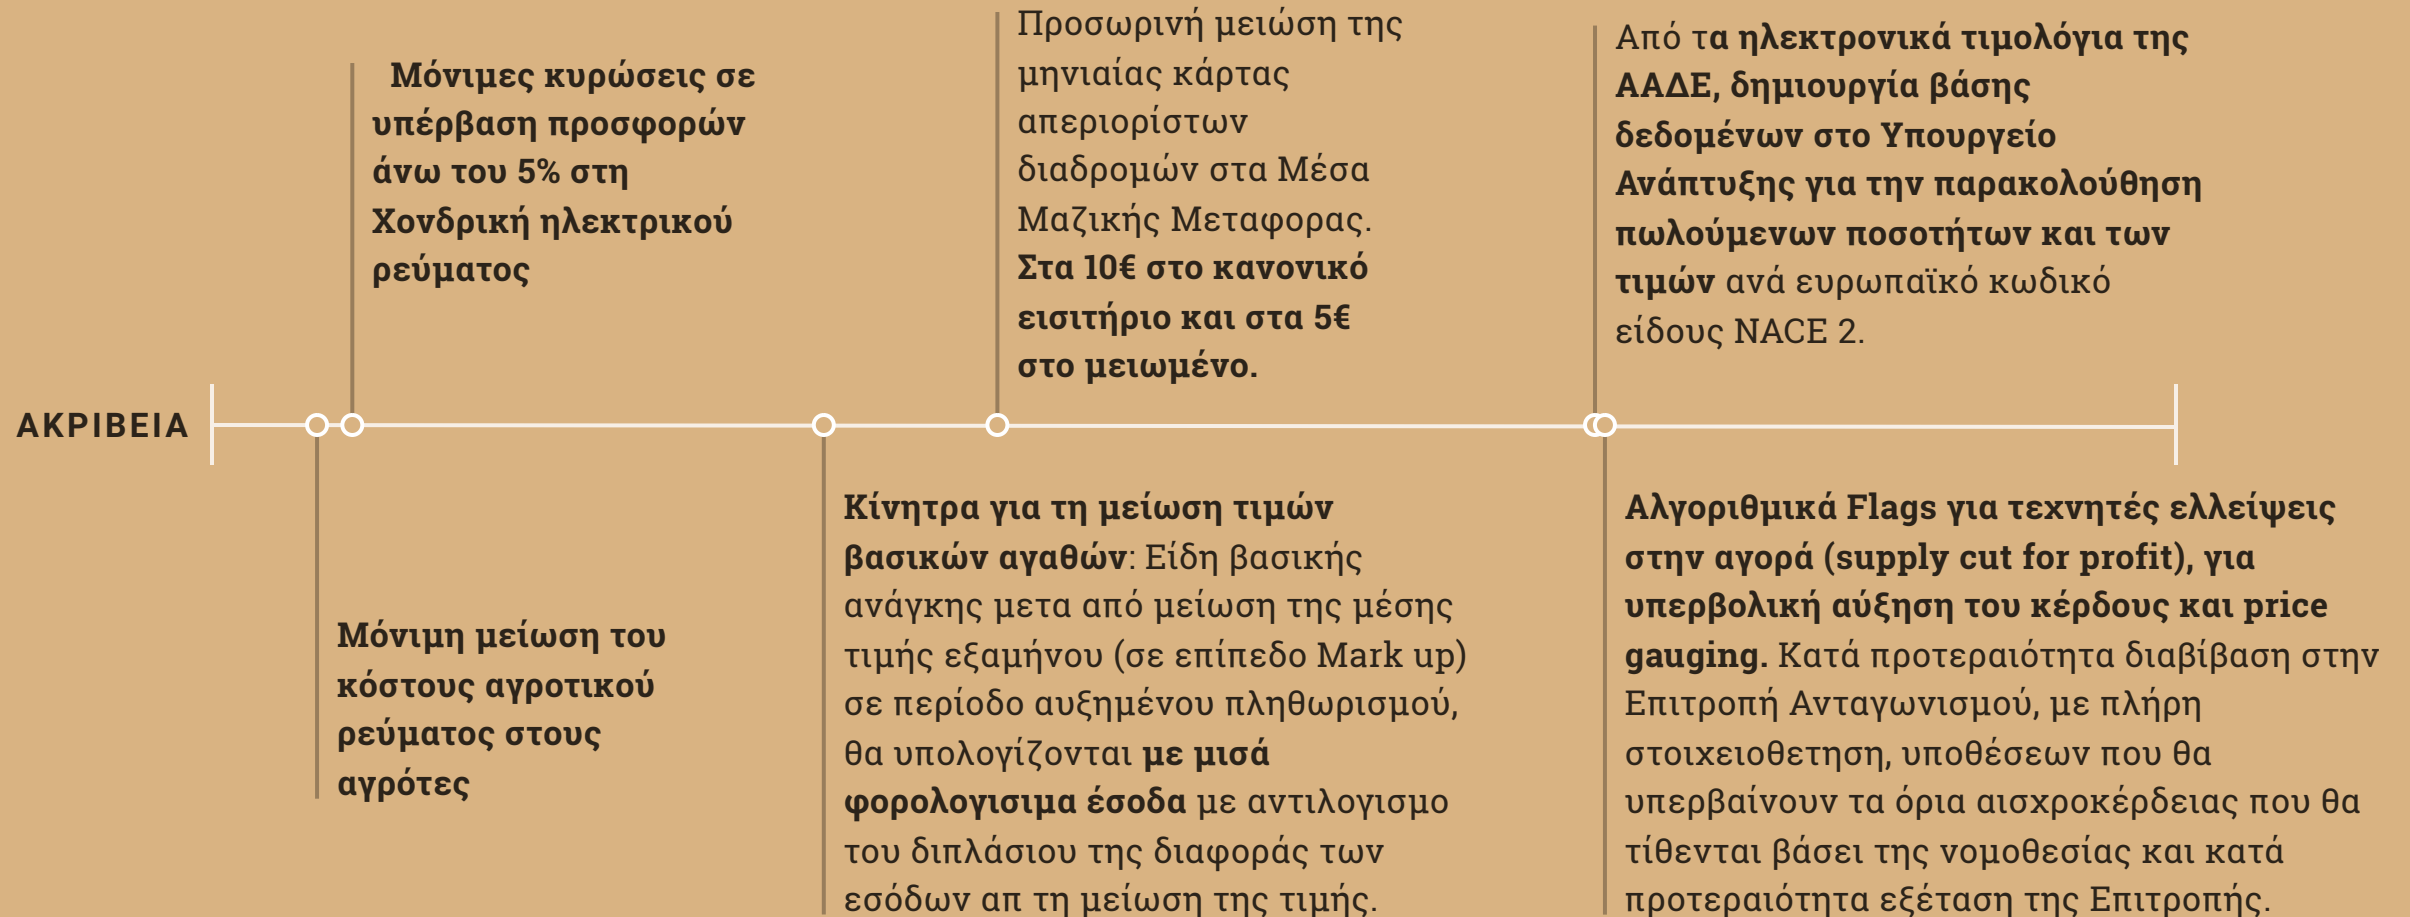 Μόνιμες κυρώσεις σε
υπέρβαση προσφορών
άνω του 5% στη
Χονδρική ηλεκτρικού
ρεύματος
Προσωρινή μειώση της
μηνιαίας κάρτας
απεριορίστων
διαδρομών στα Μέσα
Μαζικής Μεταφορας.
Στα 10€ στο κανονικό
εισιτήριο και στα 5€
στο μειωμένο.
Από τα ηλεκτρονικά τιμολόγια της
ΑΑΔΕ, δημιουργία βάσης
δεδομένων στο Υπουργείο
Ανάπτυξης για την παρακολούθηση
πωλούμενων ποσοτήτων και των
τιμών ανά ευρωπαϊκό κωδικό
είδους NACE 2.
ΑΚΡΙΒΕΙΑ
Μόνιμη μείωση του
κόστους αγροτικού
ρεύματος στους
αγρότες
Κίνητρα για τη μείωση τιμών
βασικών αγαθών: Είδη βασικής
ανάγκης μετα από μείωση της μέσης
τιμής εξαμήνου (σε επίπεδο Mark up)
σε περίοδο αυξημένου πληθωρισμού,
θα υπολογίζονται με μισά
φορολογισιμα έσοδα με αντιλογισμο
του διπλάσιου της διαφοράς των
εσόδων απ τη μείωση της τιμής.
Αλγοριθμικά Flags για τεχνητές ελλείψεις
στην αγορά (supply cut for profit), για
υπερβολική αύξηση του κέρδους και price
gauging. Κατά προτεραιότητα διαβίβαση στην
Επιτροπή Ανταγωνισμού, με πλήρη
στοιχειοθετηση, υποθέσεων που θα
υπερβαίνουν τα όρια αισχροκέρδειας που θα
τίθενται βάσει της νομοθεσίας και κατά
προτεραιότητα εξέταση της Επιτροπής.